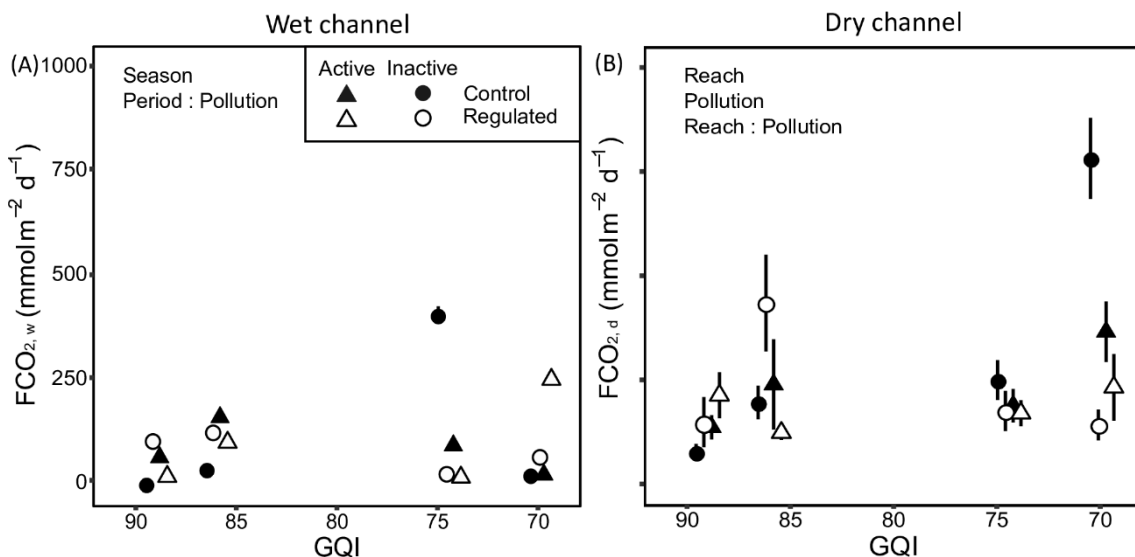 Wet channel
Dry channel
(A)
Season
Period : Pollution
Active Inactive
Control
Regulated
1000
750
500
250
0
FCO2, w (mmolm−2 d−1)
90 85 80 75 70
GQI
(B)
Reach
Pollution
Reach : Pollution
FCO2, d (mmolm−2 d−1)
90 85 75 70
GQI